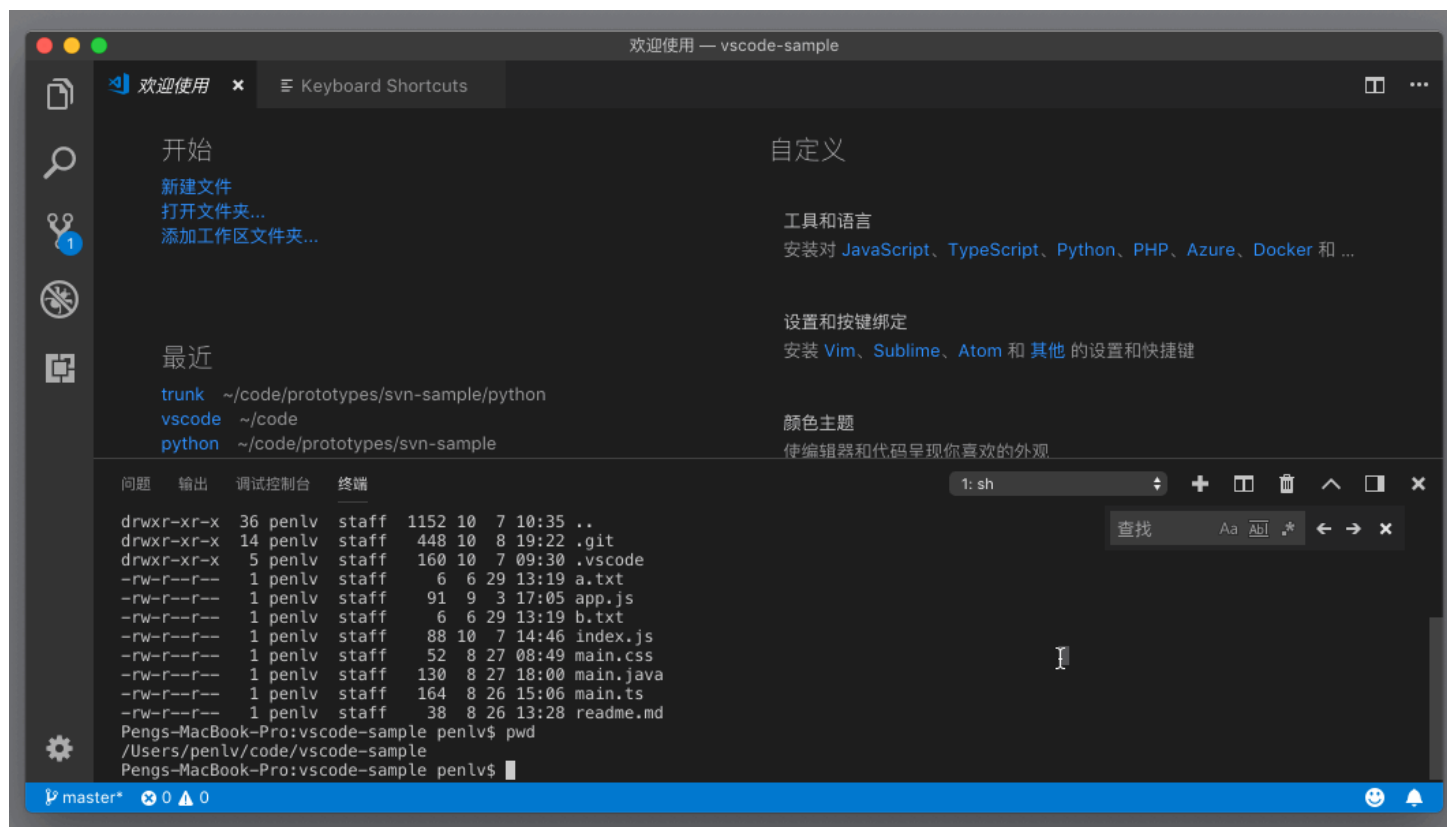 欢迎使用 — vscode-sample
欢迎使用 Keyboard Shortcuts
开始
新建文件
打开文件夹...
添加工作区文件夹...
最近
trunk ~/code/prototypes/svn-sample/python
vscode ~/code
python ~/code/prototypes/svn-sample
自定义
工具和语言
安装对 JavaScript、TypeScript、Python、PHP、Azure、Docker 和 ...
设置和按键绑定
安装 Vim、Sublime、Atom 和 其他 的设置和快捷键
颜色主题
使编辑器和代码呈现你喜欢的外观
问题 输出 调试控制台 终端 1: sh
查找 Aa Abl .*
drwxr-xr-x 36 penlv staff 1152 10 7 10:35 ..
drwxr-xr-x 14 penlv staff 448 10 8 19:22 .git
drwxr-xr-x 5 penlv staff 160 10 7 09:30 .vscode
-rw-r--r-- 1 penlv staff 6 6 29 13:19 a.txt
-rw-r--r-- 1 penlv staff 91 9 3 17:05 app.js
-rw-r--r-- 1 penlv staff 6 6 29 13:19 b.txt
-rw-r--r-- 1 penlv staff 88 10 7 14:46 index.js
-rw-r--r-- 1 penlv staff 52 8 27 08:49 main.css
-rw-r--r-- 1 penlv staff 130 8 27 18:00 main.java
-rw-r--r-- 1 penlv staff 164 8 26 15:06 main.ts
-rw-r--r-- 1 penlv staff 38 8 26 13:28 readme.md
Pengs-MacBook-Pro:vscode-sample penlv$ pwd
/Users/penlv/code/vscode-sample
Pengs-MacBook-Pro:vscode-sample penlv$
1
master* 0 0